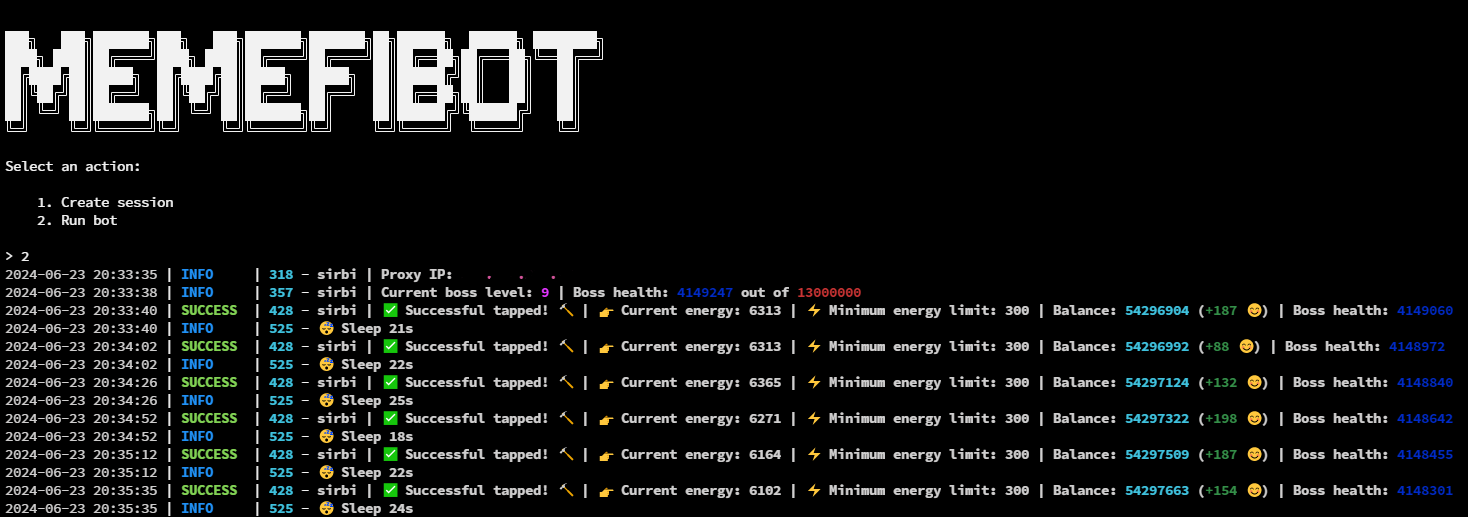 MEMEFIBOT
Select an action:
1. Create session
2. Run bot
> 2
2024-06-23 20:33:35 | INFO | 318 - sirbi | Proxy IP: . . .
2024-06-23 20:33:38 | INFO | 357 - sirbi | Current boss level: 9 | Boss health: 4149247 out of 13000000
2024-06-23 20:33:40 | SUCCESS | 428 - sirbi | ✅ Successful tapped! 🔨 | 👉 Current energy: 6313 | ⚡ Minimum energy limit: 300 | Balance: 54296904 (+187 😊) | Boss health: 4149060
2024-06-23 20:33:40 | INFO | 525 - 😴 Sleep 21s
2024-06-23 20:34:02 | SUCCESS | 428 - sirbi | ✅ Successful tapped! 🔨 | 👉 Current energy: 6313 | ⚡ Minimum energy limit: 300 | Balance: 54296992 (+88 😊) | Boss health: 4148972
2024-06-23 20:34:02 | INFO | 525 - 😴 Sleep 22s
2024-06-23 20:34:26 | SUCCESS | 428 - sirbi | ✅ Successful tapped! 🔨 | 👉 Current energy: 6365 | ⚡ Minimum energy limit: 300 | Balance: 54297124 (+132 😊) | Boss health: 4148840
2024-06-23 20:34:26 | INFO | 525 - 😴 Sleep 25s
2024-06-23 20:34:52 | SUCCESS | 428 - sirbi | ✅ Successful tapped! 🔨 | 👉 Current energy: 6271 | ⚡ Minimum energy limit: 300 | Balance: 54297322 (+198 😊) | Boss health: 4148642
2024-06-23 20:34:52 | INFO | 525 - 😴 Sleep 18s
2024-06-23 20:35:12 | SUCCESS | 428 - sirbi | ✅ Successful tapped! 🔨 | 👉 Current energy: 6164 | ⚡ Minimum energy limit: 300 | Balance: 54297509 (+187 😊) | Boss health: 4148455
2024-06-23 20:35:12 | INFO | 525 - 😴 Sleep 22s
2024-06-23 20:35:35 | SUCCESS | 428 - sirbi | ✅ Successful tapped! 🔨 | 👉 Current energy: 6102 | ⚡ Minimum energy limit: 300 | Balance: 54297663 (+154 😊) | Boss health: 4148301
2024-06-23 20:35:35 | INFO | 525 - 😴 Sleep 24s